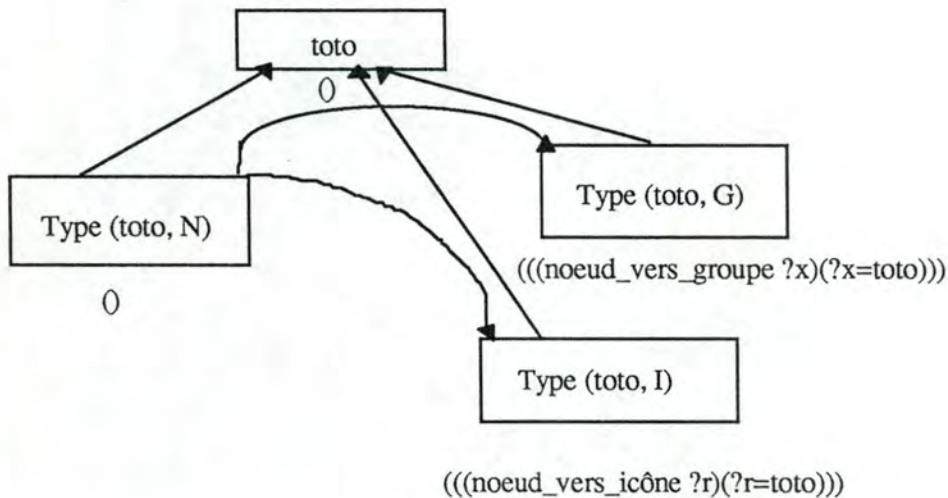 toto
()
Type (toto, G)
Type (toto, N)
(((noeud_vers_groupe ?x)(?x=toto)))
()
Type (toto, I)
(((noeud_vers_icône ?r)(?r=toto)))